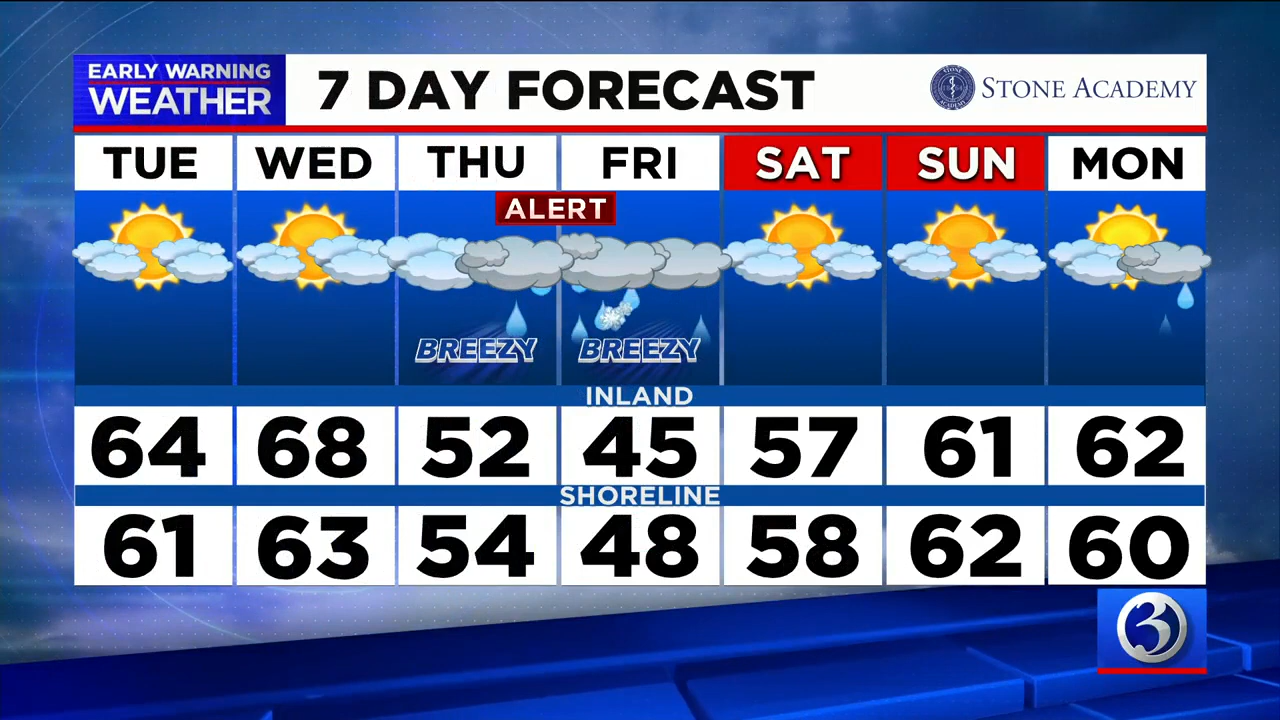 EARLY WARNING
WEATHER
7 DAY FORECAST
STONE ACADEMY
TUE WED THU FRI SAT SUN MON
ALERT
BREEZY BREEZY
INLAND
64 68 52 45 57 61 62
SHORELINE
61 63 54 48 58 62 60
3